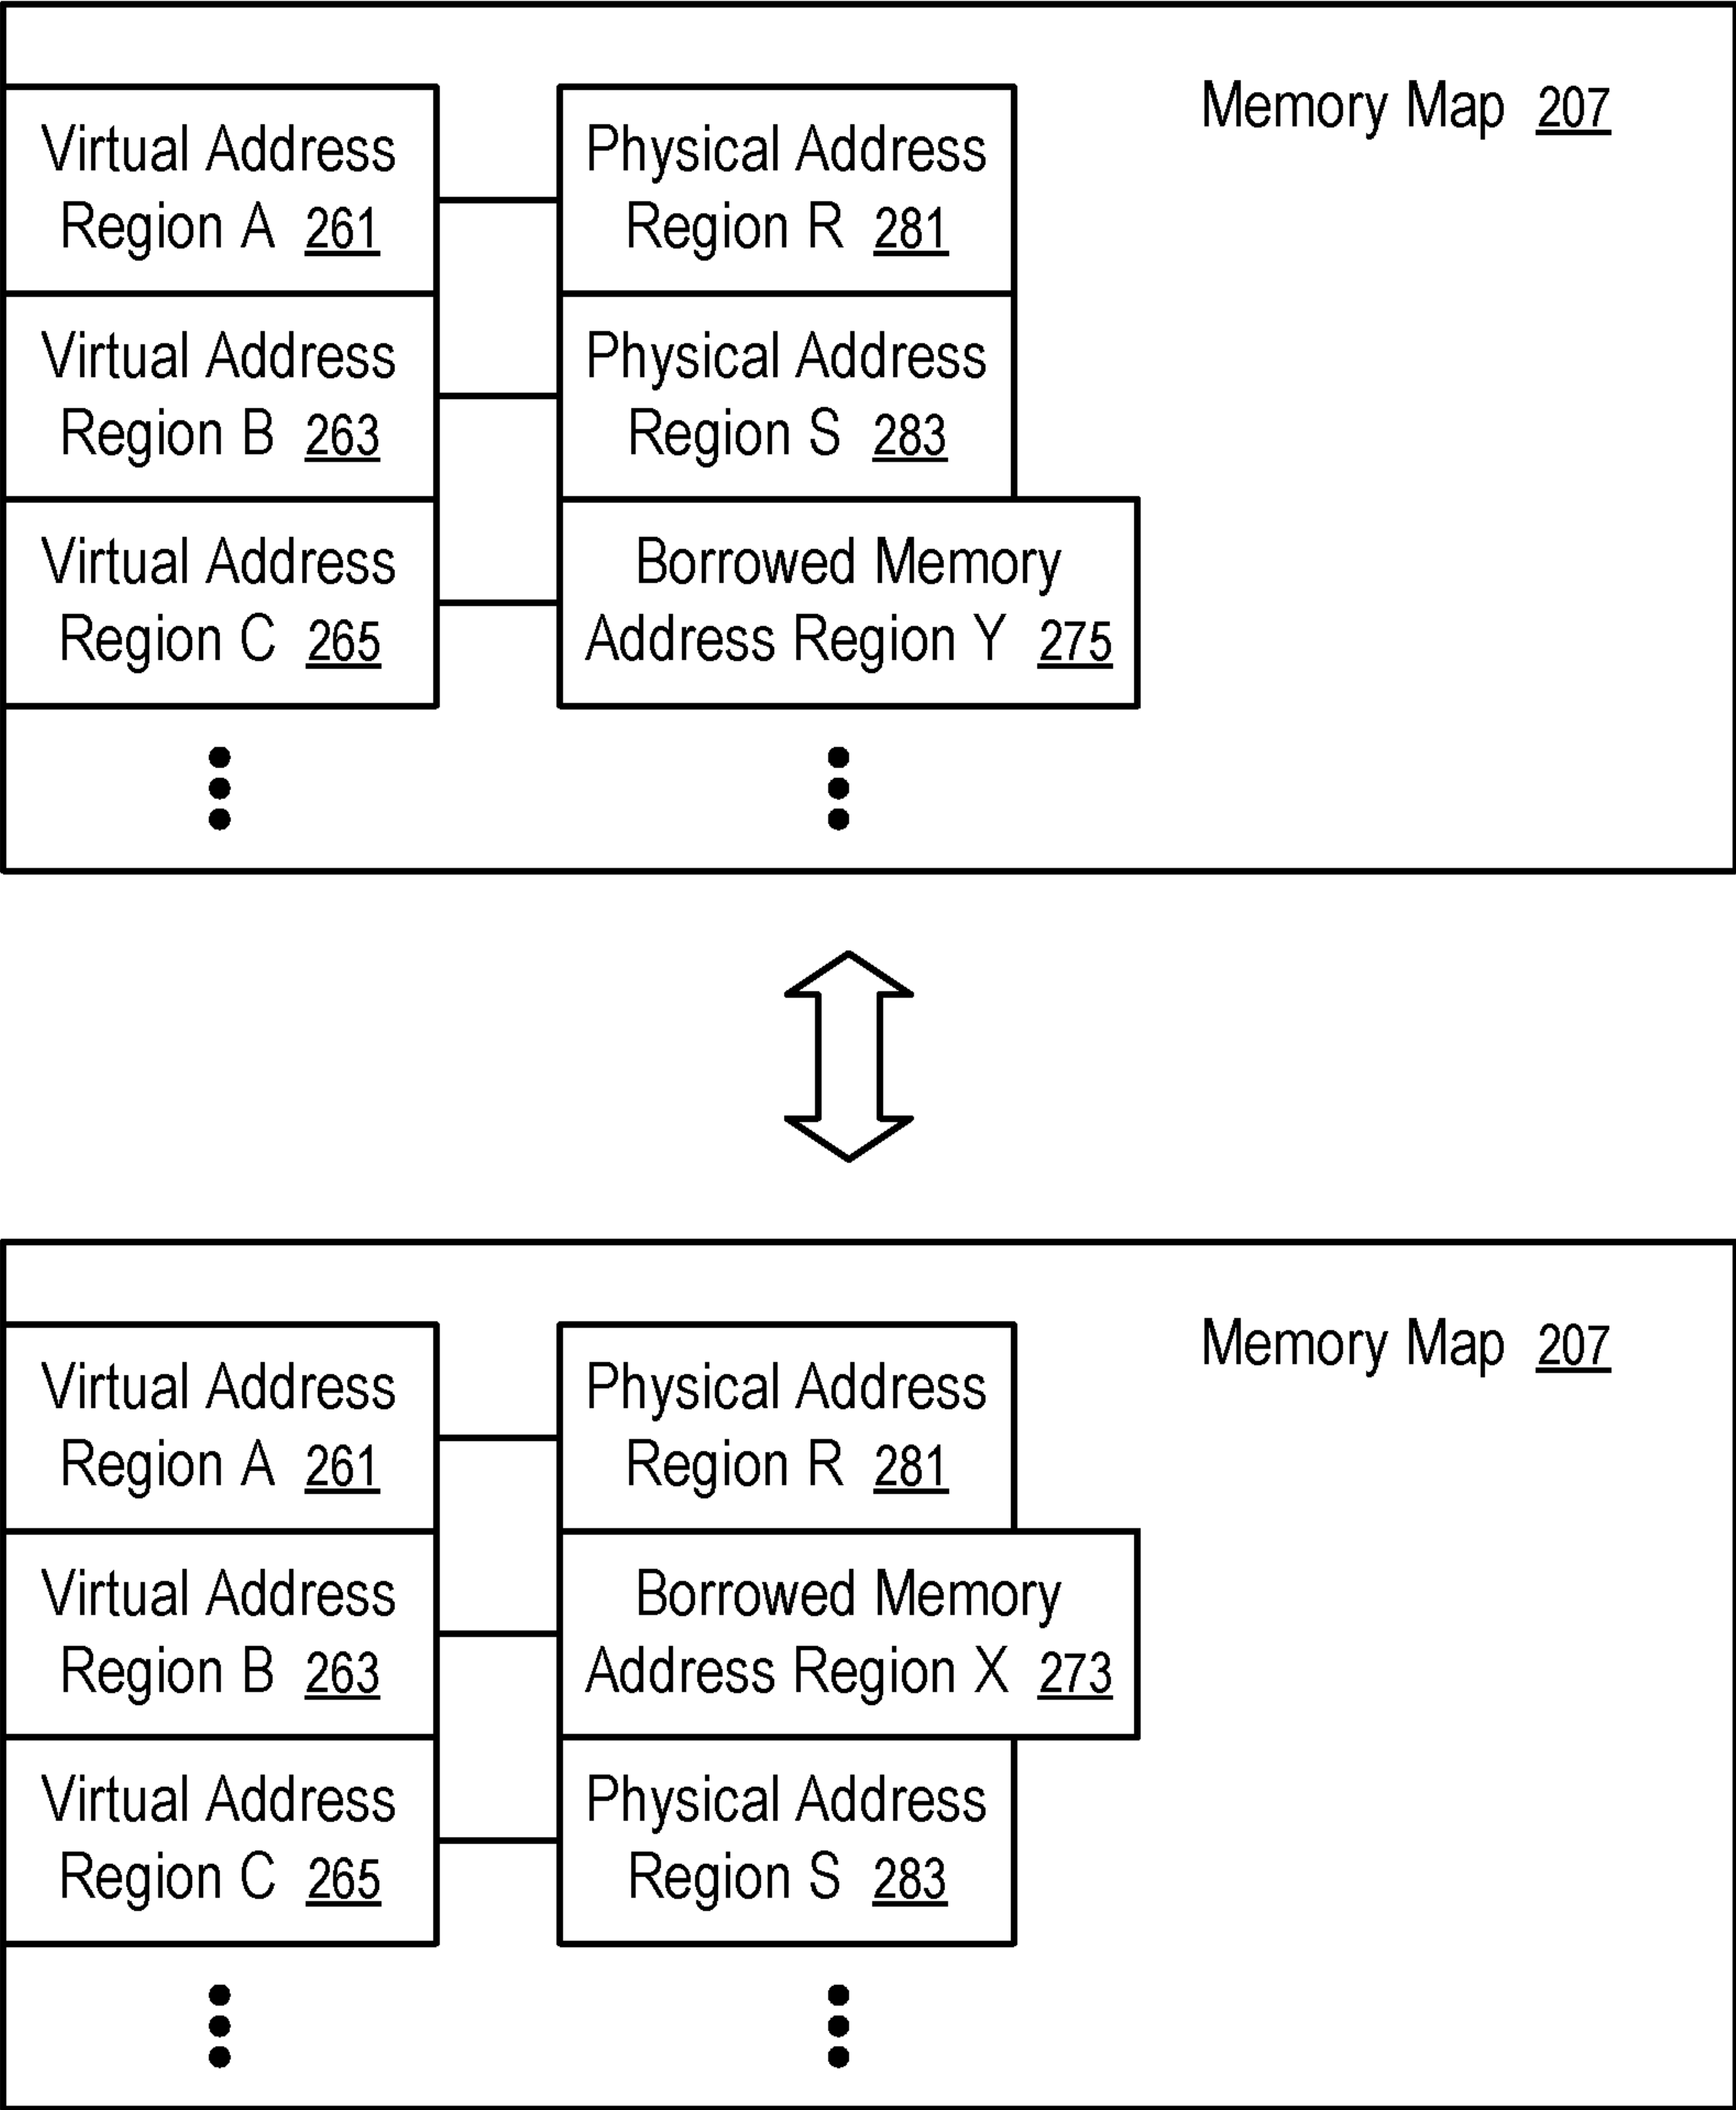 Memory Map 207
Virtual Address
Region A 261
Physical Address
Region R 281
Virtual Address
Region B 263
Physical Address
Region S 283
Virtual Address
Region C 265
Borrowed Memory
Address Region Y 275
Memory Map 207
Virtual Address
Region A 261
Physical Address
Region R 281
Virtual Address
Region B 263
Borrowed Memory
Address Region X 273
Virtual Address
Region C 265
Physical Address
Region S 283